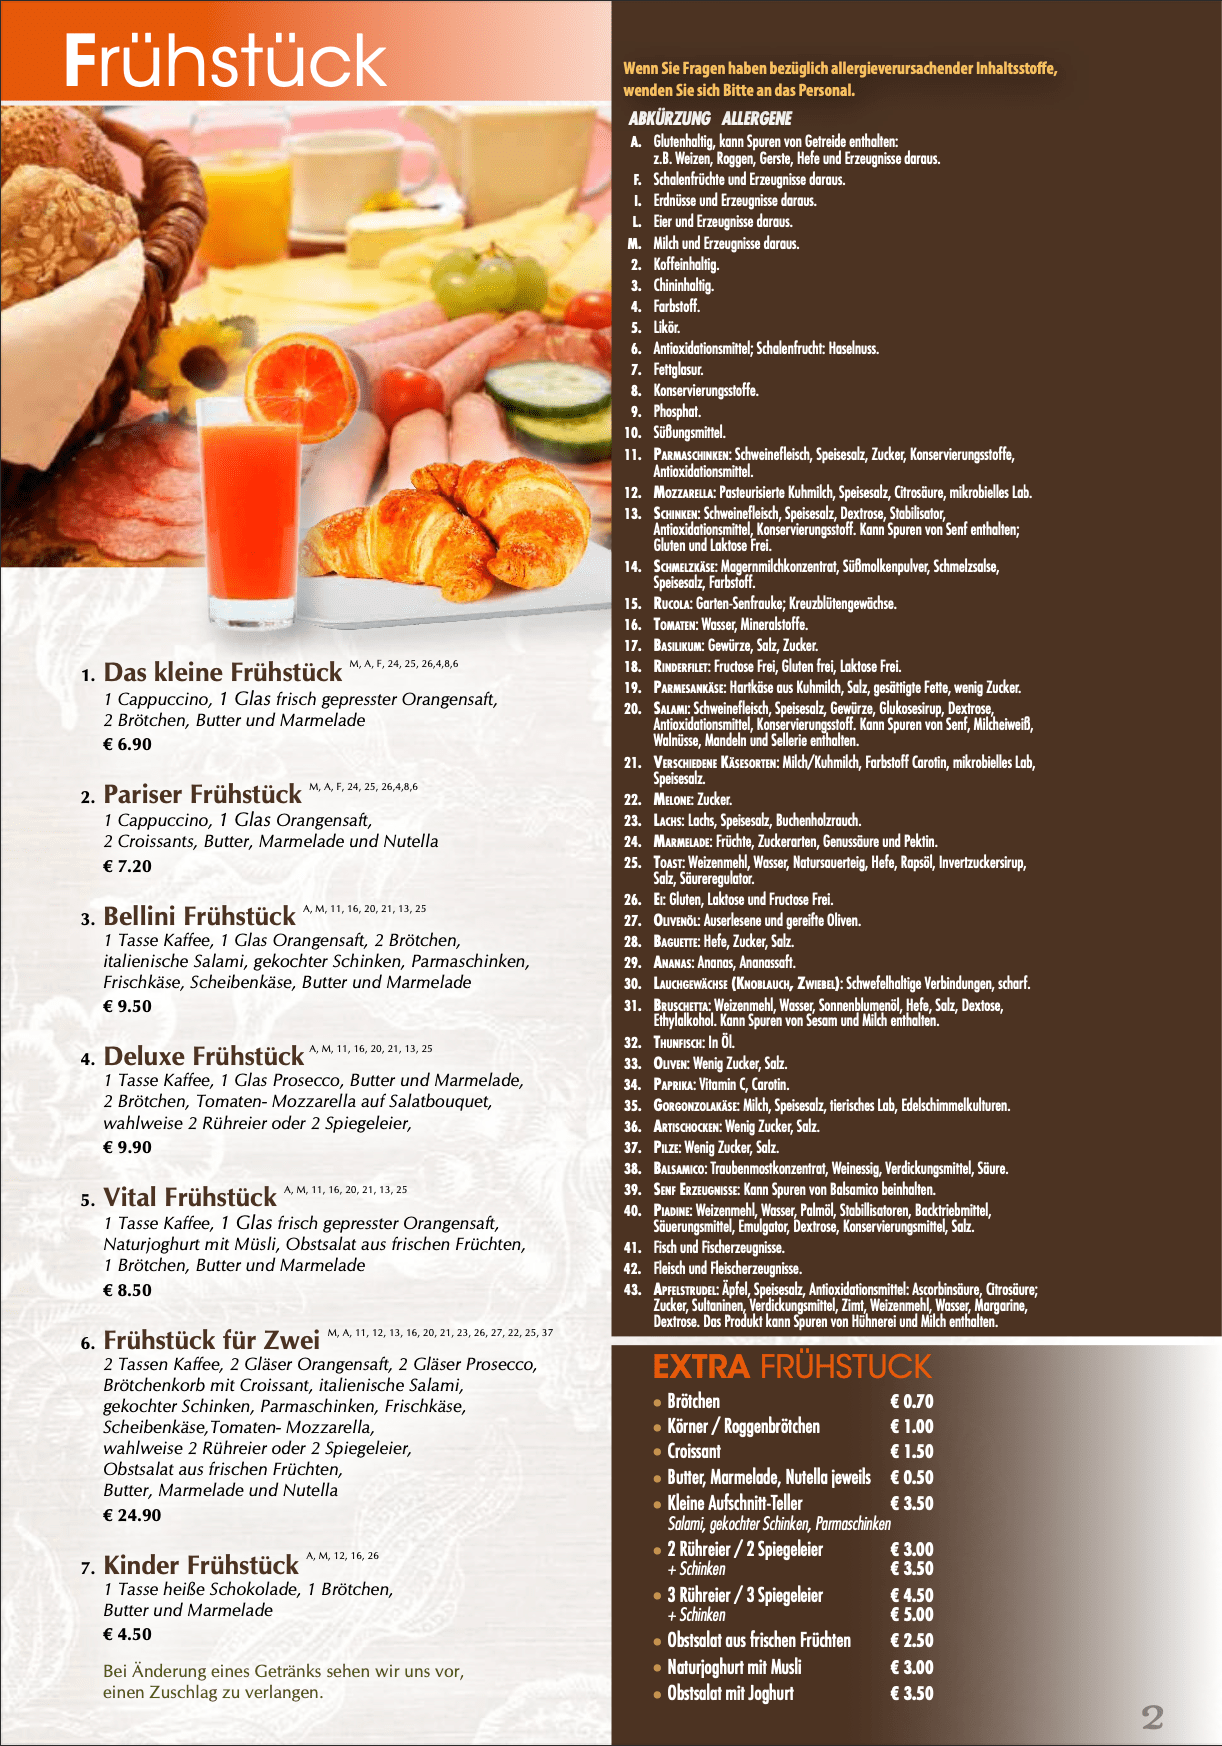 Frühstück
1. Das kleine Frühstück M, A, F, 24, 25, 26,4,8,6
1 Cappuccino, 1 Glas frisch gepresster Orangensaft,
2 Brötchen, Butter und Marmelade
€ 6.90
2. Pariser Frühstück M, A, F, 24, 25, 26,4,8,6
1 Cappuccino, 1 Glas Orangensaft,
2 Croissants, Butter, Marmelade und Nutella
€ 7.20
3. Bellini Frühstück A, M, 11, 16, 20, 21, 13, 25
1 Tasse Kaffee, 1 Glas Orangensaft, 2 Brötchen,
italienische Salami, gekochter Schinken, Parmaschinken,
Frischkäse, Scheibenkäse, Butter und Marmelade
€ 9.50
4. Deluxe Frühstück A, M, 11, 16, 20, 21, 13, 25
1 Tasse Kaffee, 1 Glas Prosecco, Butter und Marmelade,
2 Brötchen, Tomaten- Mozzarella auf Salatbouquet,
wahlweise 2 Rühreier oder 2 Spiegeleier,
€ 9.90
5. Vital Frühstück A, M, 11, 16, 20, 21, 13, 25
1 Tasse Kaffee, 1 Glas frisch gepresster Orangensaft,
Naturjoghurt mit Müsli, Obstsalat aus frischen Früchten,
1 Brötchen, Butter und Marmelade
€ 8.50
6. Frühstück für Zwei M, A, 11, 12, 13, 16, 20, 21, 23, 26, 27, 22, 25, 37
2 Tassen Kaffee, 2 Gläser Orangensaft, 2 Gläser Prosecco,
Brötchenkorb mit Croissant, italienische Salami,
gekochter Schinken, Parmaschinken, Frischkäse,
Scheibenkäse,Tomaten- Mozzarella,
wahlweise 2 Rühreier oder 2 Spiegeleier,
Obstsalat aus frischen Früchten,
Butter, Marmelade und Nutella
€ 24.90
7. Kinder Frühstück A, M, 12, 16, 26
1 Tasse heiße Schokolade, 1 Brötchen,
Butter und Marmelade
€ 4.50
Bei Änderung eines Getränks sehen wir uns vor,
einen Zuschlag zu verlangen.
Wenn Sie Fragen haben bezüglich allergieverursachender Inhaltsstoffe,
wenden Sie sich Bitte an das Personal.
ABKÜRZUNG ALLERGENE
A. Glutenhaltig, kann Spuren von Getreide enthalten:
z.B. Weizen, Roggen, Gerste, Hefe und Erzeugnisse daraus.
F. Schalenfrüchte und Erzeugnisse daraus.
I. Erdnüsse und Erzeugnisse daraus.
L. Eier und Erzeugnisse daraus.
M. Milch und Erzeugnisse daraus.
2. Koffeinhaltig.
3. Chininhaltig.
4. Farbstoff.
5. Likör.
6. Antioxidationsmittel; Schalenfrucht: Haselnuss.
7. Fettglasur.
8. Konservierungsstoffe.
9. Phosphat.
10. Süßungsmittel.
11. Parmaschinken: Schweinefleisch, Speisesalz, Zucker, Konservierungsstoffe,
Antioxidationsmittel.
12. Mozzarella: Pasteurisierte Kuhmilch, Speisesalz, Citrosäure, mikrobielles Lab.
13. Schinken: Schweinefleisch, Speisesalz, Dextrose, Stabilisator,
Antioxidationsmittel, Konservierungsstoff. Kann Spuren von Senf enthalten;
Gluten und Laktose Frei.
14. Schmelzkäse: Magernmilchkonzentrat, Süßmolkenpulver, Schmelzsalse,
Speisesalz, Farbstoff.
15. Rucola: Garten-Senfrauke; Kreuzblütengewächse.
16. Tomaten: Wasser, Mineralstoffe.
17. Basilikum: Gewürze, Salz, Zucker.
18. Rinderfilet: Fructose Frei, Gluten frei, Laktose Frei.
19. Parmesankäse: Hartkäse aus Kuhmilch, Salz, gesättigte Fette, wenig Zucker.
20. Salami: Schweinefleisch, Speisesalz, Gewürze, Glukosesirup, Dextrose,
Antioxidationsmittel, Konservierungsstoff. Kann Spuren von Senf, Milcheiweiß,
Walnüsse, Mandeln und Sellerie enthalten.
21. Verschiedene Käsesorten: Milch/Kuhmilch, Farbstoff Carotin, mikrobielles Lab,
Speisesalz.
22. Melone: Zucker.
23. Lachs: Lachs, Speisesalz, Buchenholzrauch.
24. Marmelade: Früchte, Zuckerarten, Genussäure und Pektin.
25. Toast: Weizenmehl, Wasser, Natursauerteig, Hefe, Rapsöl, Invertzuckersirup,
Salz, Säureregulator.
26. Ei: Gluten, Laktose und Fructose Frei.
27. Olivenöl: Auserlesene und gereifte Oliven.
28. Baguette: Hefe, Zucker, Salz.
29. Ananas: Ananas, Ananassaft.
30. Lauchgewächse (Knoblauch, Zwiebel): Schwefelhaltige Verbindungen, scharf.
31. Bruschetta: Weizenmehl, Wasser, Sonnenblumenöl, Hefe, Salz, Dextose,
Ethylalkohol. Kann Spuren von Sesam und Milch enthalten.
32. Thunfisch: In Öl.
33. Oliven: Wenig Zucker, Salz.
34. Paprika: Vitamin C, Carotin.
35. Gorgonzolakäse: Milch, Speisesalz, tierisches Lab, Edelschimmelkulturen.
36. Artischocken: Wenig Zucker, Salz.
37. Pilze: Wenig Zucker, Salz.
38. Balsamico: Traubenmostkonzentrat, Weinessig, Verdickungsmittel, Säure.
39. Senf Erzeugnisse: Kann Spuren von Balsamico beinhalten.
40. Piadine: Weizenmehl, Wasser, Palmöl, Stabillisatoren, Backtriebmittel,
Säuerungsmittel, Emulgator, Dextrose, Konservierungsmittel, Salz.
41. Fisch und Fischerzeugnisse.
42. Fleisch und Fleischerzeugnisse.
43. Apfelstrudel: Äpfel, Speisesalz, Antioxidationsmittel: Ascorbinsäure, Citrosäure;
Zucker, Sultaninen, Verdickungsmittel, Zimt, Weizenmehl, Wasser, Margarine,
Dextrose. Das Produkt kann Spuren von Hühnerei und Milch enthalten.
EXTRA FRÜHSTUCK
• Brötchen € 0.70
• Körner / Roggenbrötchen € 1.00
• Croissant € 1.50
• Butter, Marmelade, Nutella jeweils € 0.50
• Kleine Aufschnitt-Teller € 3.50
Salami, gekochter Schinken, Parmaschinken
• 2 Rühreier / 2 Spiegeleier € 3.00
+ Schinken € 3.50
• 3 Rühreier / 3 Spiegeleier € 4.50
+ Schinken € 5.00
• Obstsalat aus frischen Früchten € 2.50
• Naturjoghurt mit Musli € 3.00
• Obstsalat mit Joghurt € 3.50
2